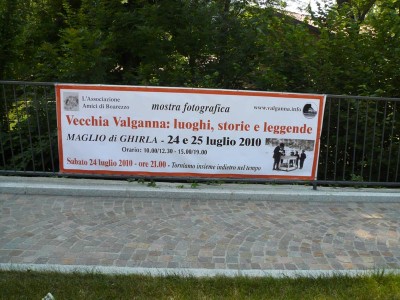 L'Associazione
Amici di Boarezzo
mostra fotografica
www.valganna.info
Vecchia Valganna: luoghi, storie e leggende
MAGLIO di GHIRLA - 24 e 25 luglio 2010
Orario: 10.00/12.30 - 15.00/19.00
Sabato 24 luglio 2010 - ore 21.00 - Torniamo insieme indietro nel tempo